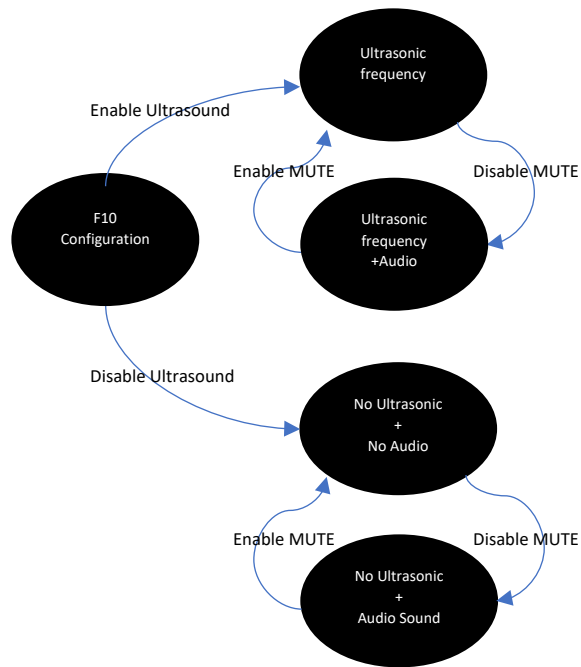 Ultrasonic
frequency
Enable Ultrasound
Enable MUTE
Disable MUTE
F10
Configuration
Ultrasonic
frequency
+Audio
Disable Ultrasound
No Ultrasonic
+
No Audio
Enable MUTE
Disable MUTE
No Ultrasonic
+
Audio Sound